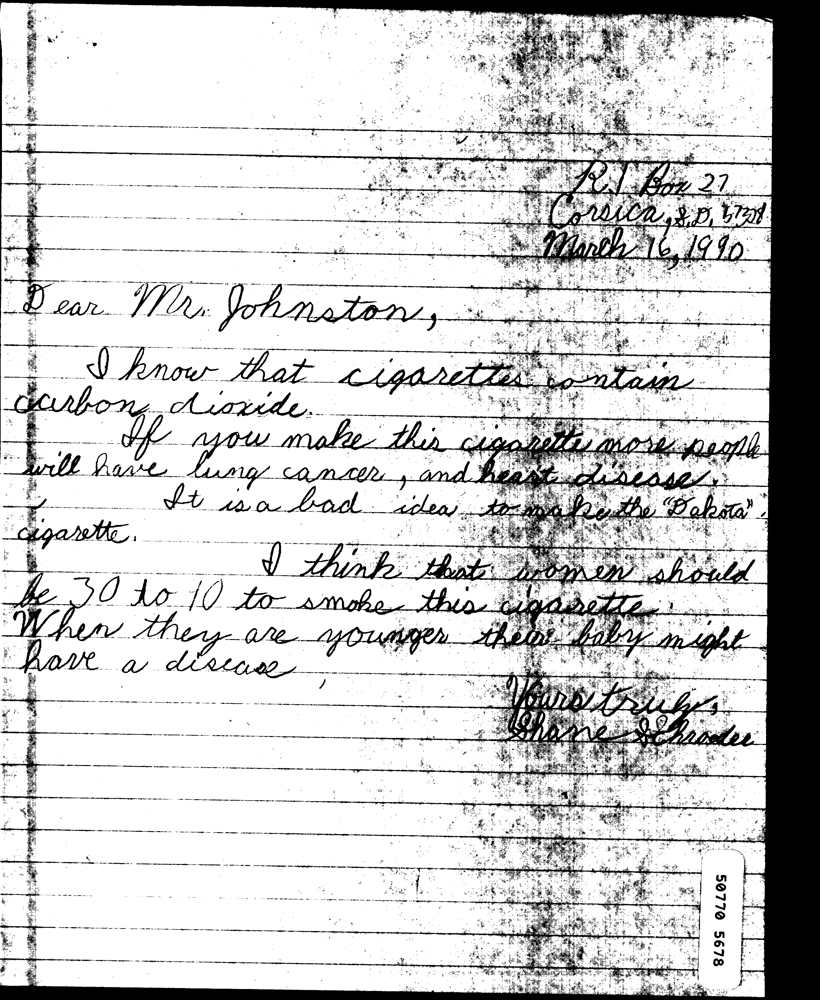 R.1 Box 27
Corsica, S.D. 57328
March 16, 1990
Dear Mr. Johnston,
I know that cigarettes contain
carbon dioxide.
If you make this cigarette more people
will have lung cancer, and heart disease.
It is a bad idea to make the "Dakota"
cigarette.
I think that women should
be 30 to 10 to smoke this cigarette.
When they are younger their baby might
have a disease
Yours truly,
Shane Schrader
50770 5678